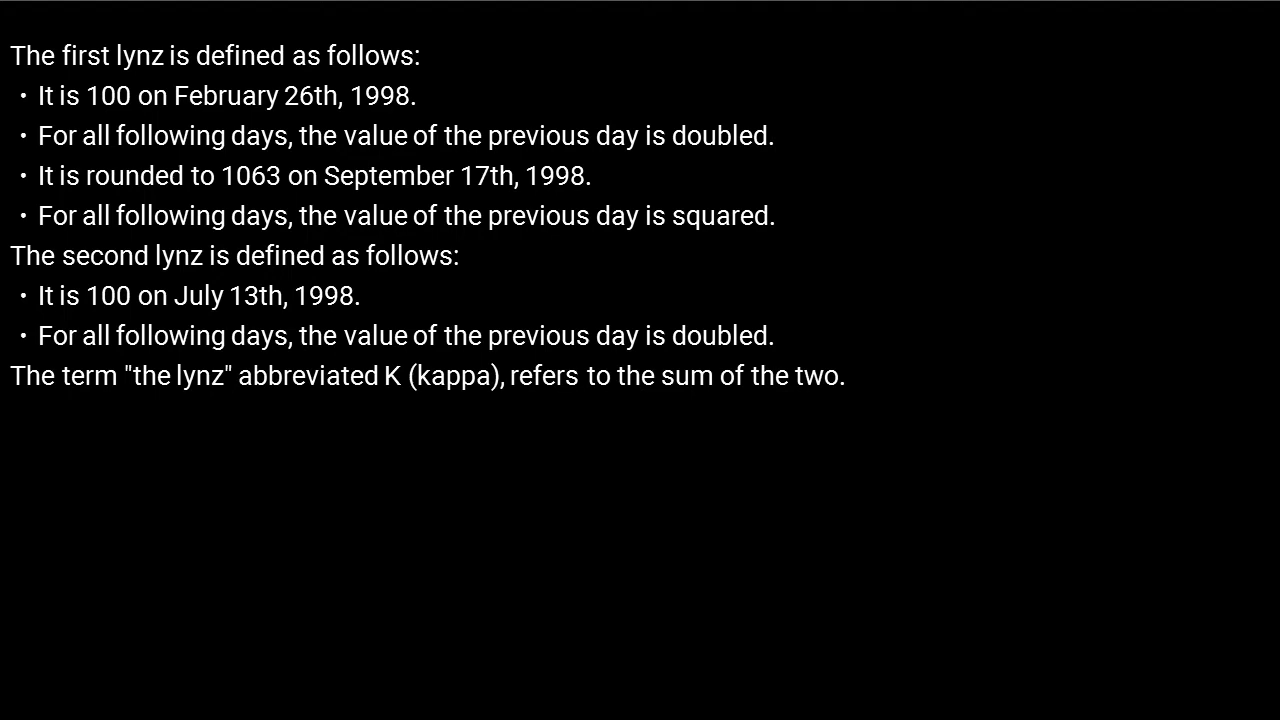 The first lynz is defined as follows:
・It is 100 on February 26th, 1998.
・For all following days, the value of the previous day is doubled.
・It is rounded to 1063 on September 17th, 1998.
・For all following days, the value of the previous day is squared.
The second lynz is defined as follows:
・It is 100 on July 13th, 1998.
・For all following days, the value of the previous day is doubled.
The term "the lynz" abbreviated K (kappa), refers to the sum of the two.